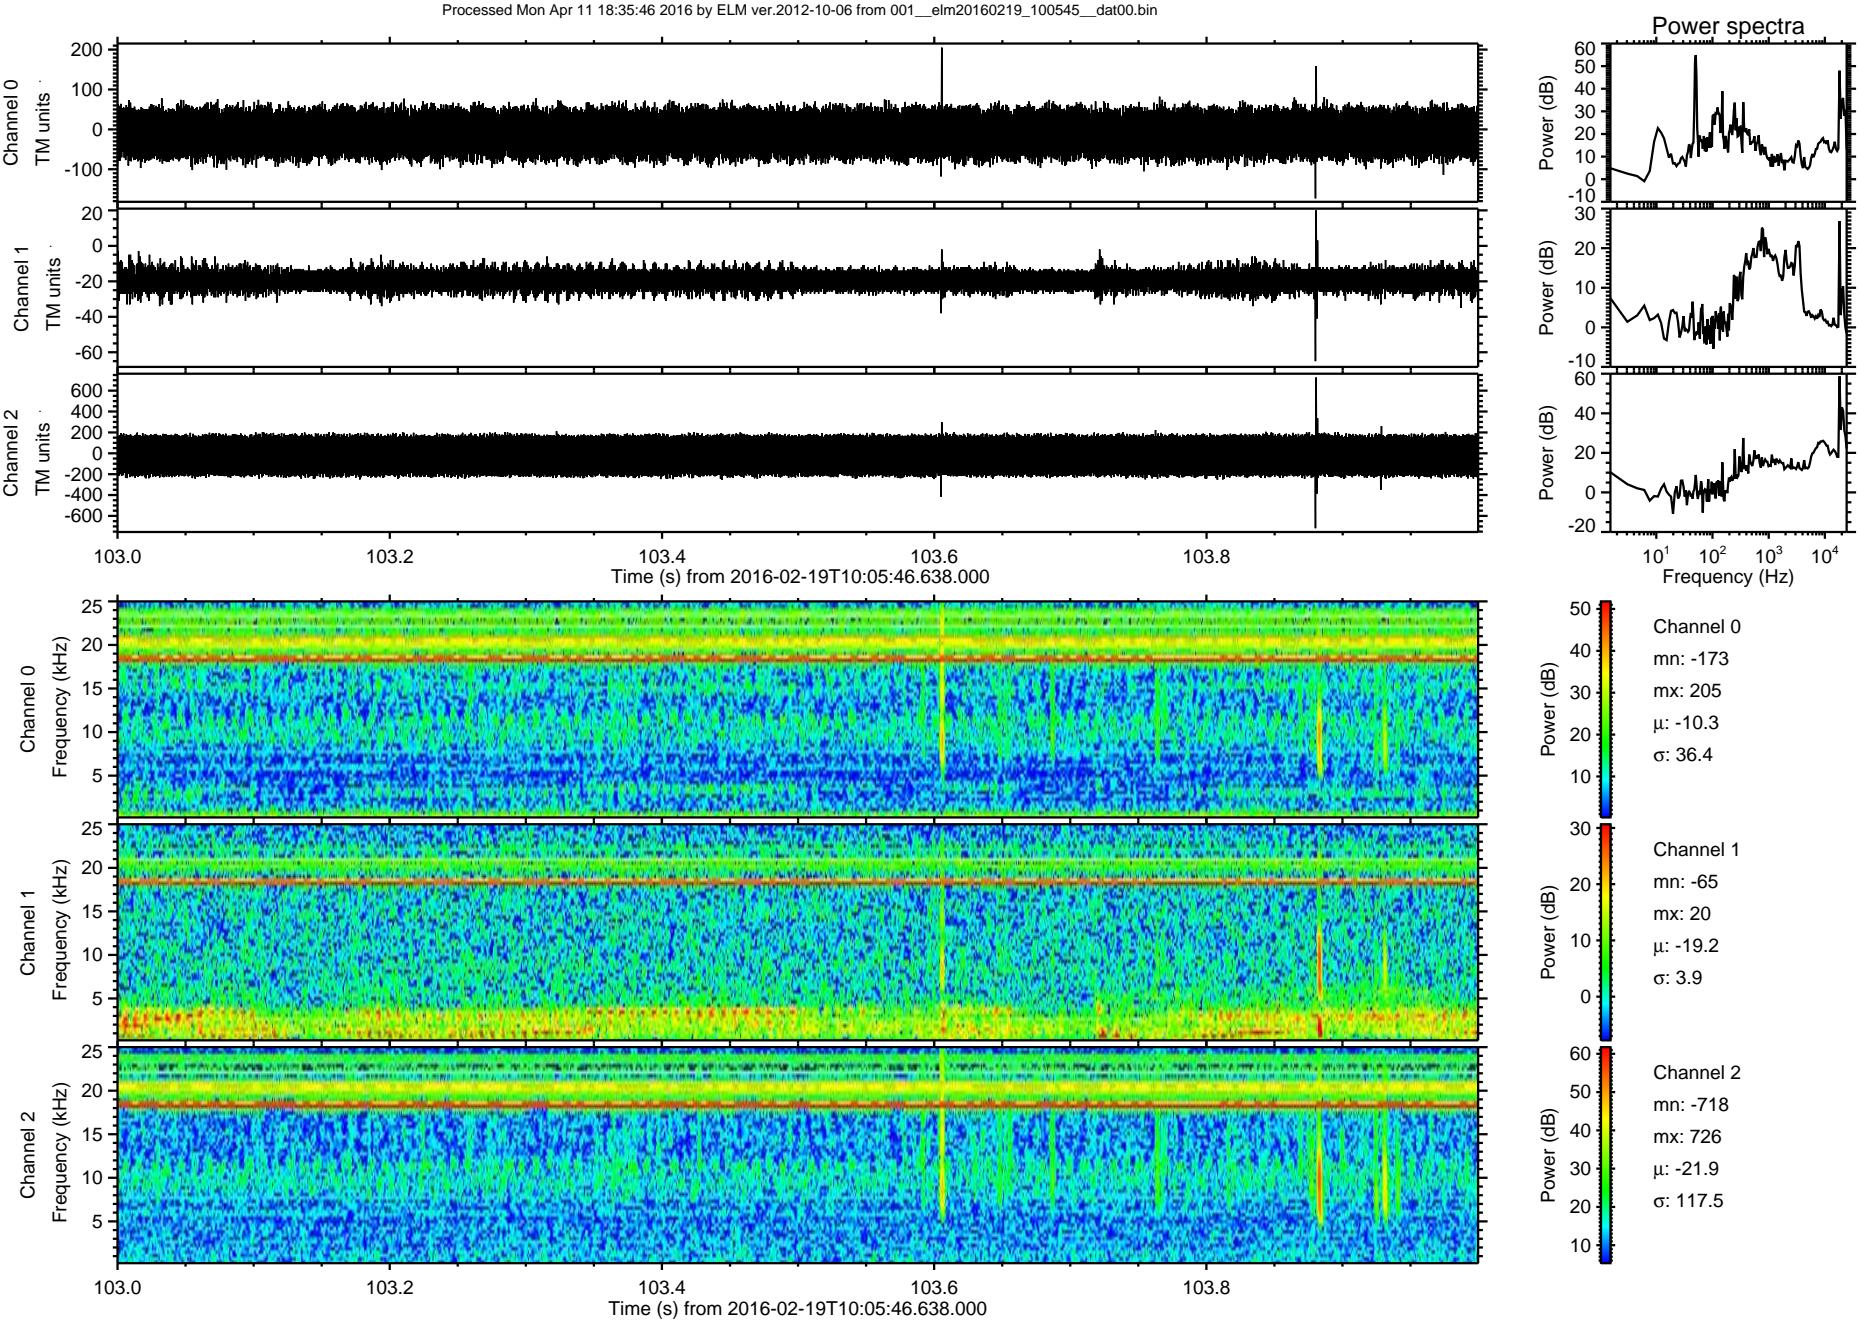 Processed Mon Apr 11 18:35:46 2016 by ELM ver.2012-10-06 from 001__elm20160219_100545__dat00.bin
Power spectra
Channel 0
TM units
200
100
0
-100
Power (dB)
60
50
40
30
20
10
0
-10
Channel 1
TM units
20
0
-20
-40
-60
Power (dB)
30
20
10
0
-10
Channel 2
TM units
600
400
200
0
-200
-400
-600
Power (dB)
60
40
20
0
-20
103.0 103.2 103.4 103.6 103.8
Time (s) from 2016-02-19T10:05:46.638.000
10^1 10^2 10^3 10^4
Frequency (Hz)
Channel 0
Frequency (kHz)
25
20
15
10
5
Power (dB)
50
40
30
20
10
Channel 0
mn: -173
mx: 205
μ: -10.3
σ: 36.4
Channel 1
Frequency (kHz)
25
20
15
10
5
Power (dB)
30
20
10
0
Channel 1
mn: -65
mx: 20
μ: -19.2
σ: 3.9
Channel 2
Frequency (kHz)
25
20
15
10
5
Power (dB)
60
50
40
30
20
10
Channel 2
mn: -718
mx: 726
μ: -21.9
σ: 117.5
103.0 103.2 103.4 103.6 103.8
Time (s) from 2016-02-19T10:05:46.638.000